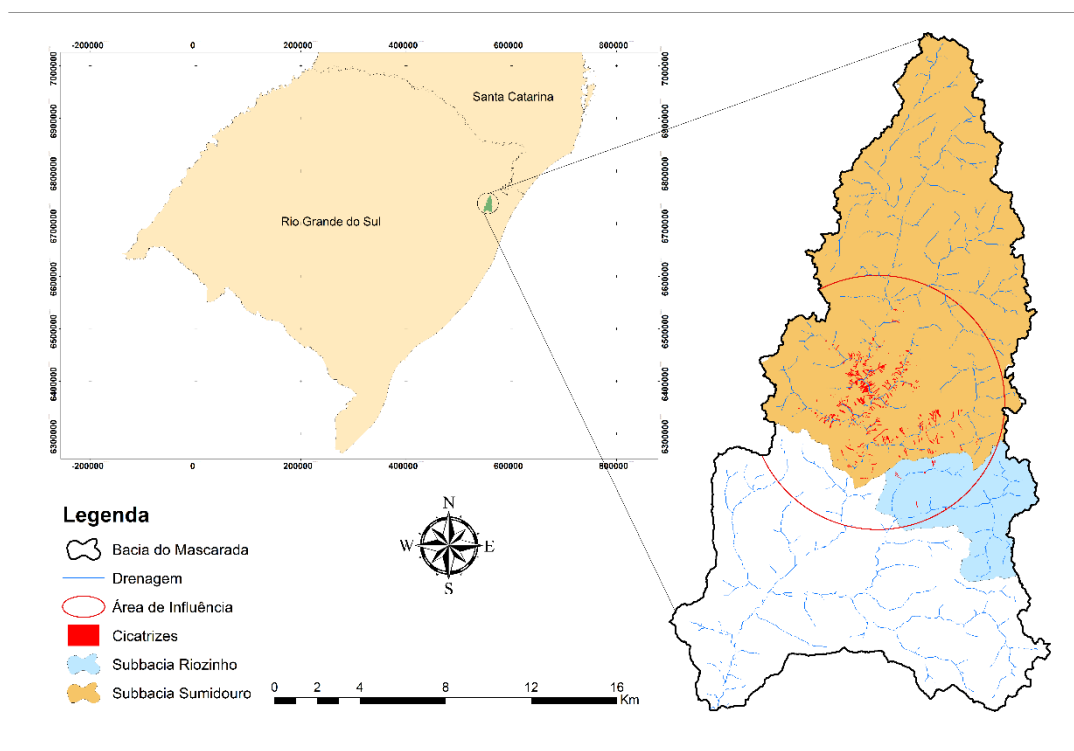 -200000 0 200000 400000 600000 800000
7000000
6900000
6800000
6700000
6600000
6500000
6400000
6300000
7000000
6900000
6800000
6700000
6600000
6500000
6400000
6300000
Santa Catarina
Rio Grande do Sul
-200000 0 200000 400000 600000 800000
Legenda
Bacia do Mascarada
Drenagem
Área de Influência
Cicatrizes
Subbacia Riozinho
Subbacia Sumidouro
N
W E
S
0 2 4 8 12 16
Km